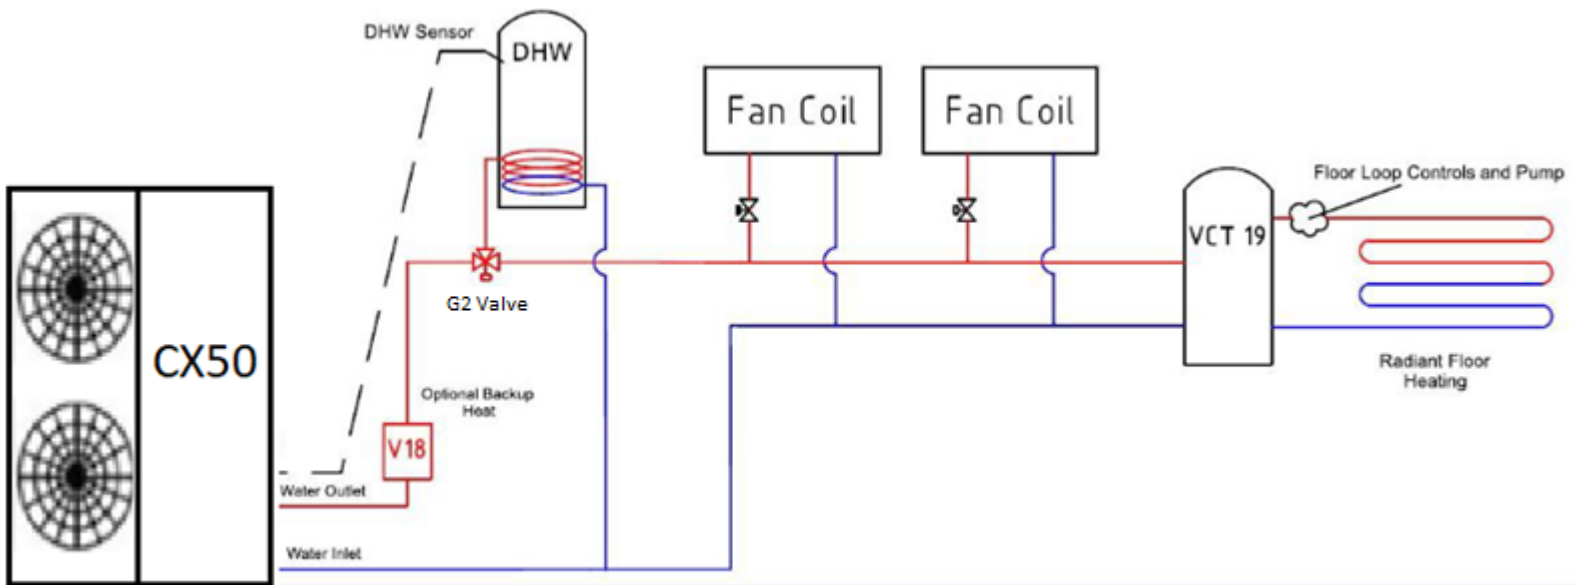 DHW Sensor
DHW
Fan Coil
Fan Coil
Floor Loop Controls and Pump
VCT 19
G2 Valve
CX50
Radiant Floor
Heating
Optional Backup
Heat
V18
Water Outlet
Water Inlet